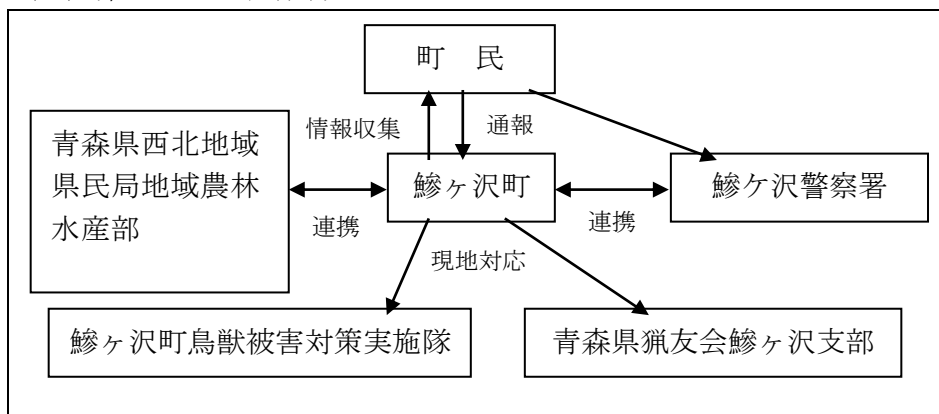 町　民
情報収集
通報
青森県西北地域
県民局地域農林
水産部
鰺ヶ沢町
鰺ケ沢警察署
連携
連携
現地対応
鰺ヶ沢町鳥獣被害対策実施隊
青森県猟友会鰺ヶ沢支部